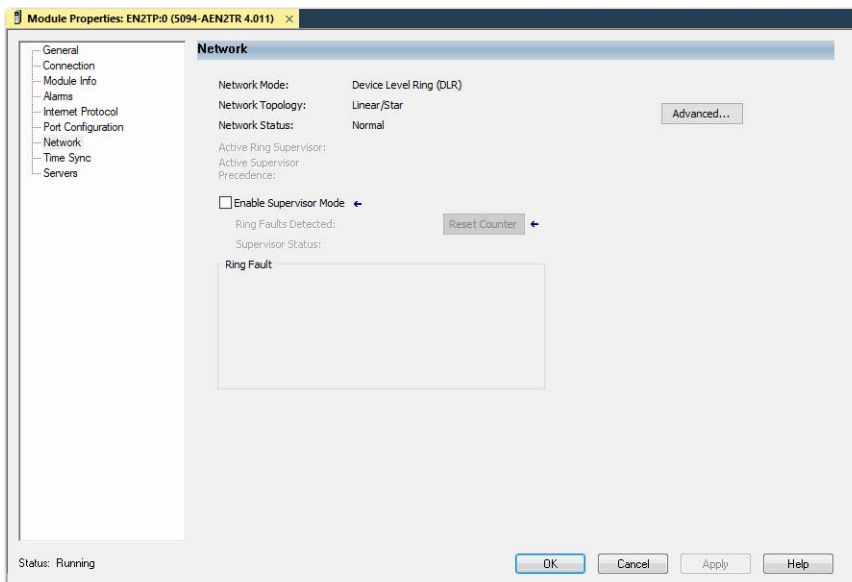 Module Properties: EN2TP:0 (5094-AEN2TR 4.011) ×
General
Connection
Module Info
Alarms
Internet Protocol
Port Configuration
Network
Time Sync
Servers
Network
Network Mode: Device Level Ring (DLR)
Network Topology: Linear/Star
Advanced...
Network Status: Normal
Active Ring Supervisor:
Active Supervisor
Precedence:
Enable Supervisor Mode ←
Ring Faults Detected: Reset Counter ←
Supervisor Status:
Ring Fault
Status: Running
OK Cancel Apply Help